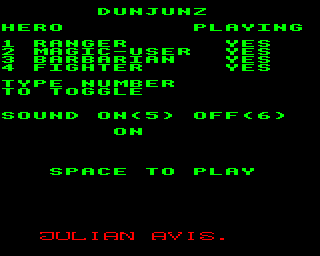 DUNJUNZ
HERO PLAYING
1 RANGER YES
2 MAGIC-USER YES
3 BARBARIAN YES
4 FIGHTER YES
TYPE NUMBER
TO TOGGLE
SOUND ON(5) OFF(6)
ON
SPACE TO PLAY
JULIAN AVIS.